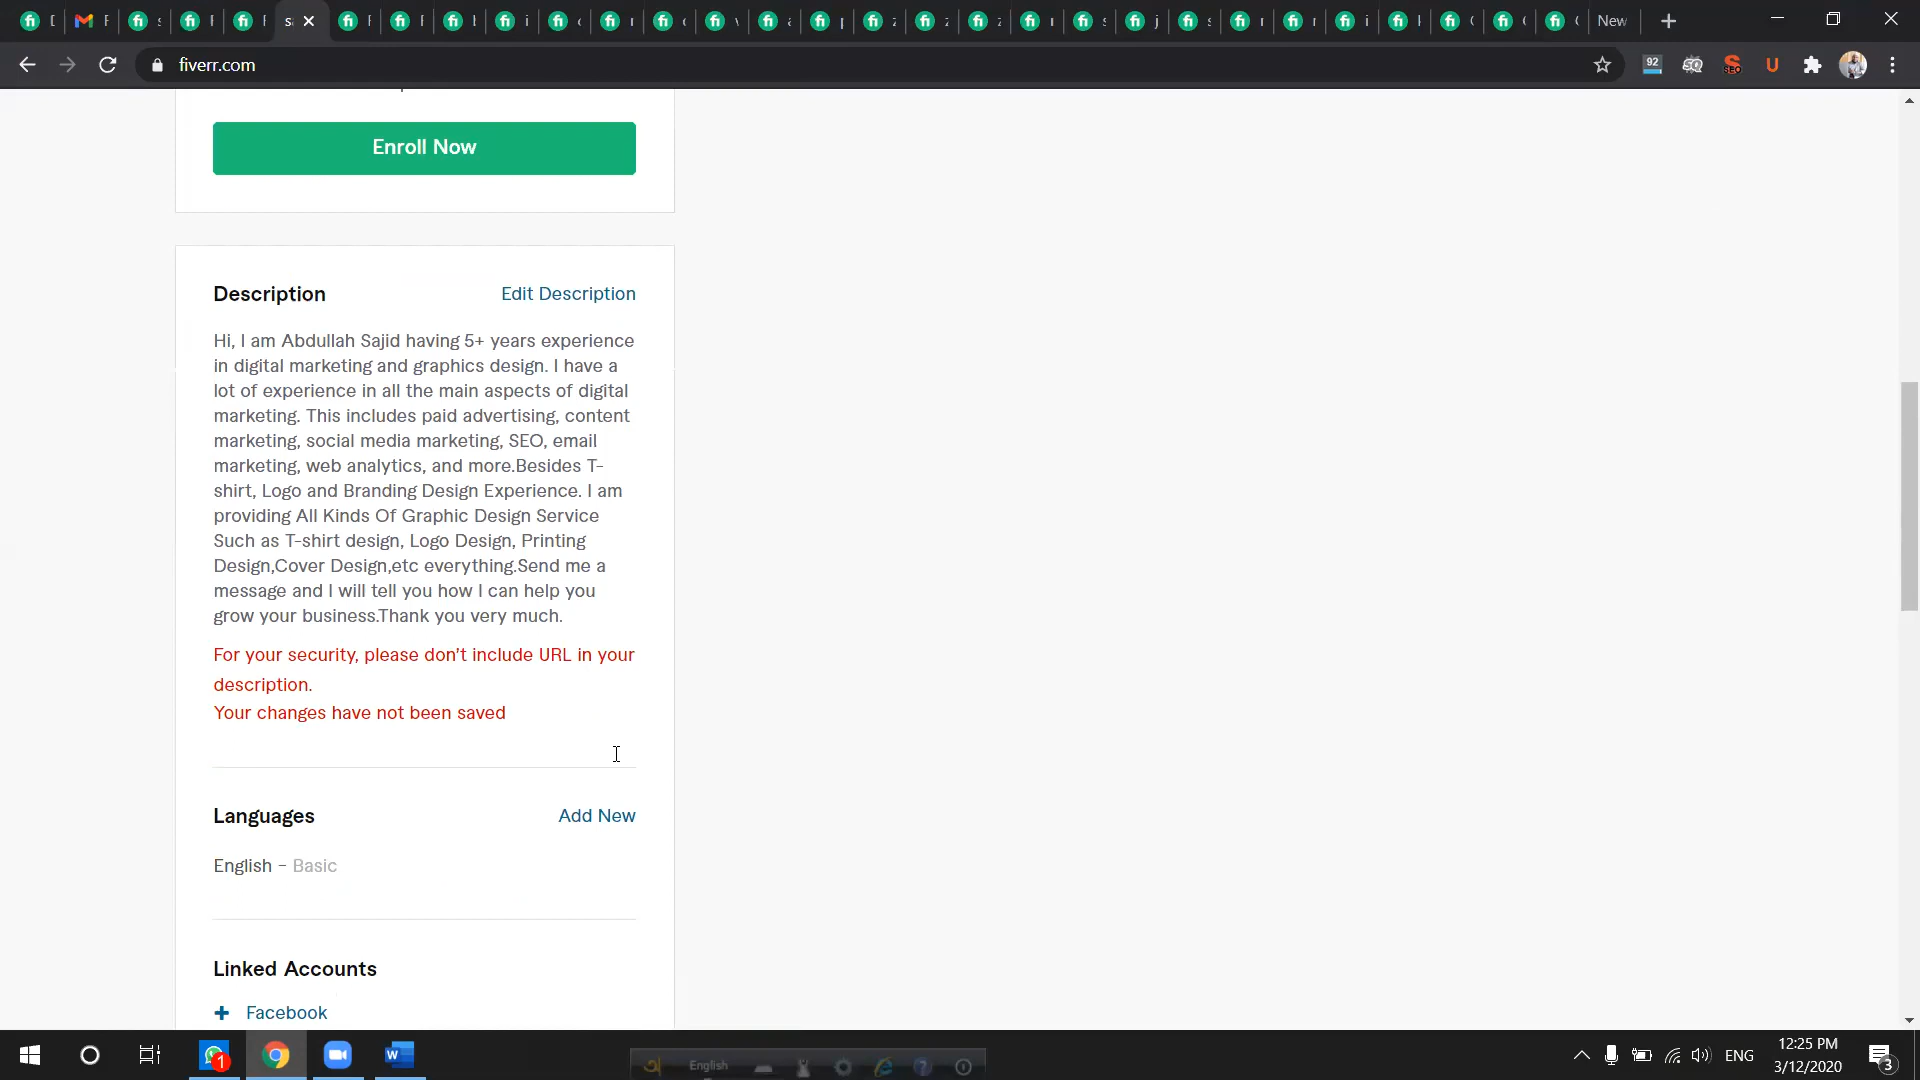 New
fiverr.com
92
SEO
U
Enroll Now
Description
Edit Description
Hi, I am Abdullah Sajid having 5+ years experience
in digital marketing and graphics design. I have a
lot of experience in all the main aspects of digital
marketing. This includes paid advertising, content
marketing, social media marketing, SEO, email
marketing, web analytics, and more.Besides T-
shirt, Logo and Branding Design Experience. I am
providing All Kinds Of Graphic Design Service
Such as T-shirt design, Logo Design, Printing
Design,Cover Design,etc everything.Send me a
message and I will tell you how I can help you
grow your business.Thank you very much.
For your security, please don’t include URL in your
description.
Your changes have not been saved
Languages
Add New
English - Basic
Linked Accounts
+ Facebook
1
W
English
ENG
12:25 PM
3/12/2020
3